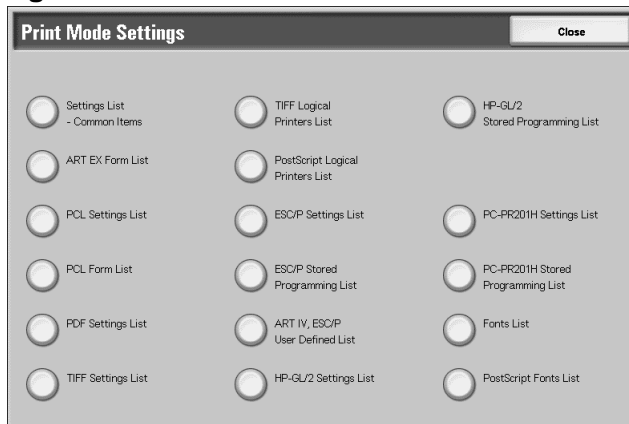 Print Mode Settings
Close
Settings List
- Common Items
ART EX Form List
PCL Settings List
PCL Form List
PDF Settings List
TIFF Settings List
TIFF Logical
Printers List
PostScript Logical
Printers List
ESC/P Settings List
ESC/P Stored
Programming List
ART IV, ESC/P
User Defined List
HP-GL/2 Settings List
HP-GL/2
Stored Programming List
PC-PR201H Settings List
PC-PR201H Stored
Programming List
Fonts List
PostScript Fonts List